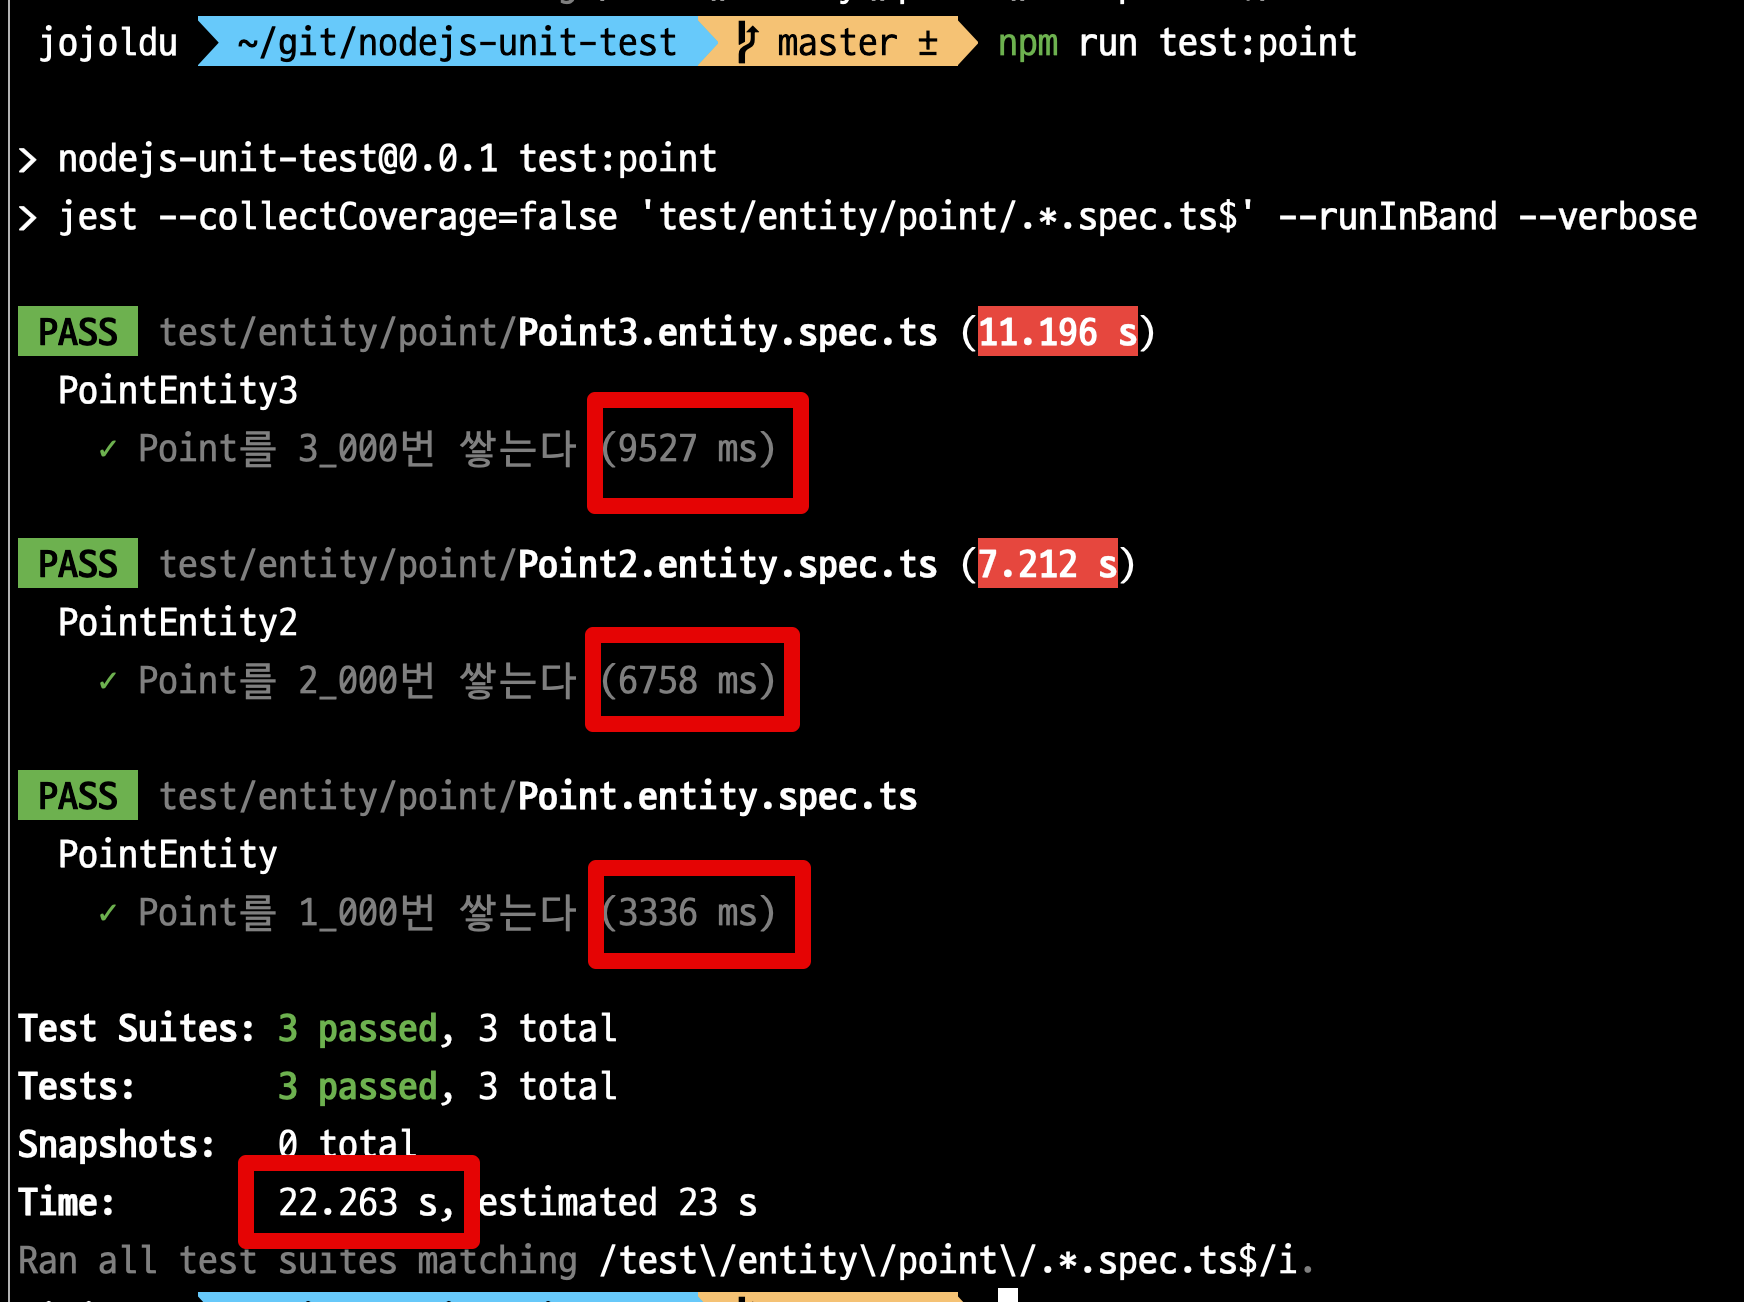 jojoldu ~/git/nodejs-unit-test master ± npm run test:point
> nodejs-unit-test@0.0.1 test:point
> jest --collectCoverage=false 'test/entity/point/.*.spec.ts$' --runInBand --verbose
PASS test/entity/point/Point3.entity.spec.ts (11.196 s)
PointEntity3
✓ Point를 3_000번 쌓는다 (9527 ms)
PASS test/entity/point/Point2.entity.spec.ts (7.212 s)
PointEntity2
✓ Point를 2_000번 쌓는다 (6758 ms)
PASS test/entity/point/Point.entity.spec.ts
PointEntity
✓ Point를 1_000번 쌓는다 (3336 ms)
Test Suites: 3 passed, 3 total
Tests: 3 passed, 3 total
Snapshots: 0 total
Time: 22.263 s, estimated 23 s
Ran all test suites matching /test\/entity\/point\/.*.spec.ts$/i.